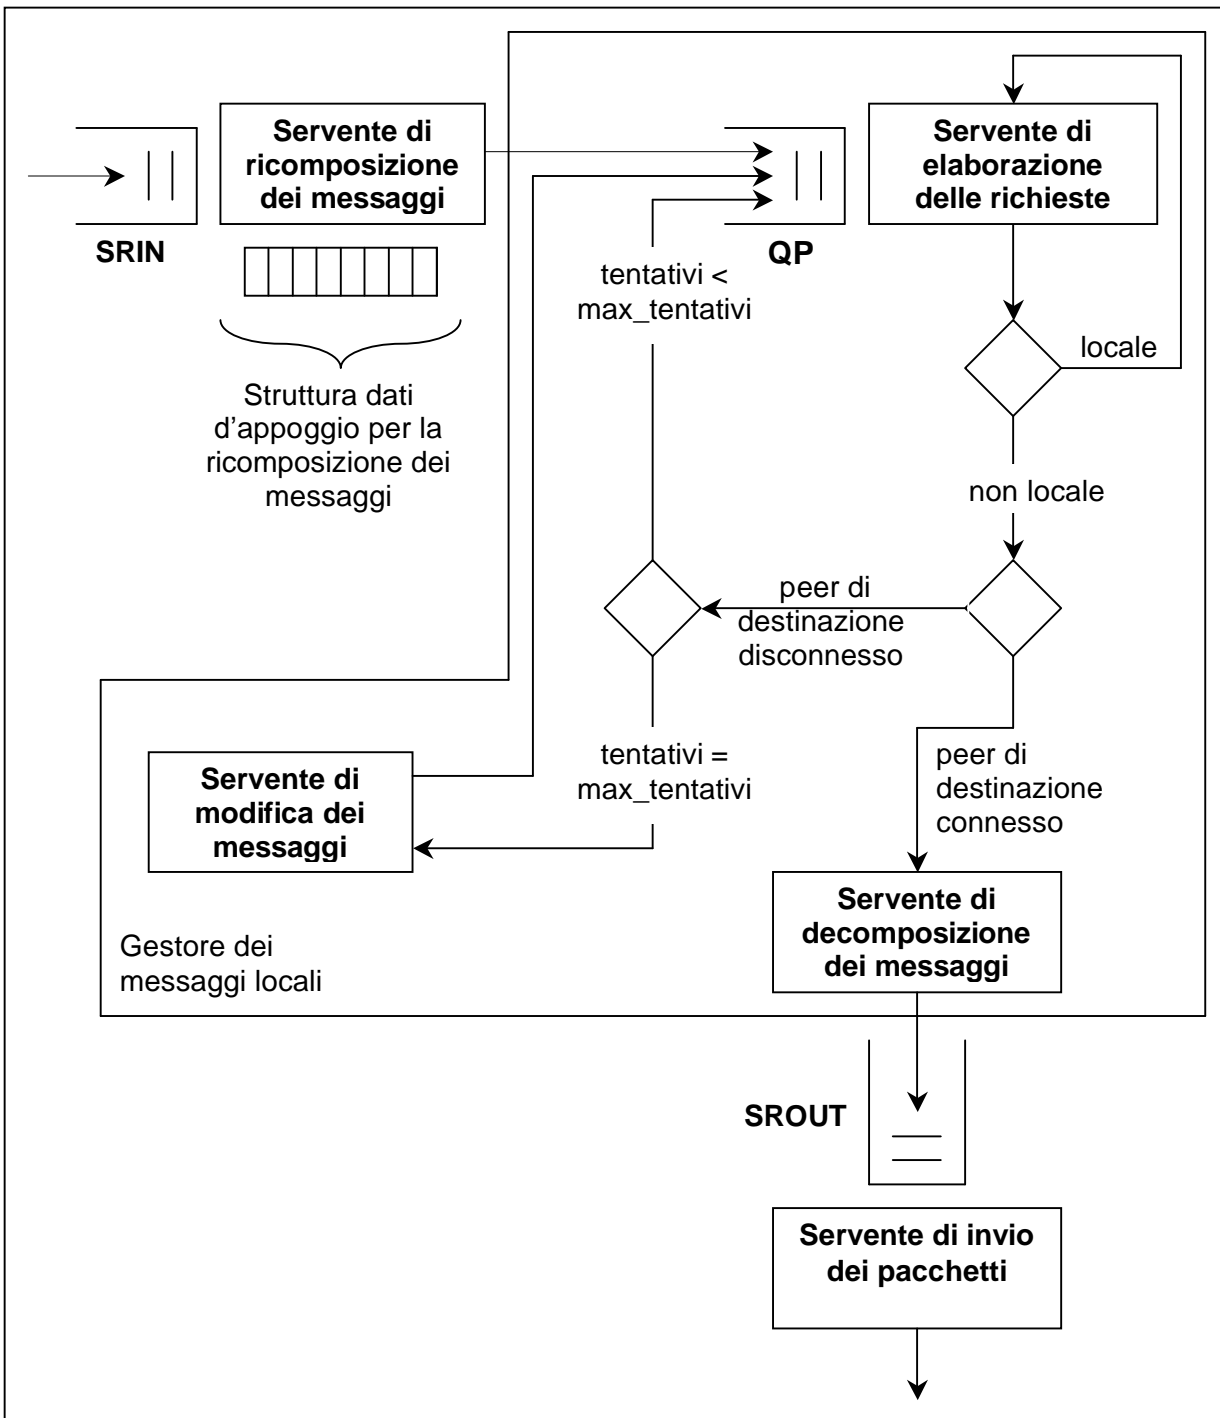 Servente di
ricomposizione
dei messaggi
Servente di
elaborazione
delle richieste
SRIN
QP
tentativi <
max_tentativi
locale
Struttura dati
d’appoggio per la
ricomposizione dei
messaggi
non locale
peer di
destinazione
disconnesso
tentativi =
max_tentativi
peer di
destinazione
connesso
Servente di
modifica dei
messaggi
Servente di
decomposizione
dei messaggi
Gestore dei
messaggi locali
SROUT
Servente di invio
dei pacchetti